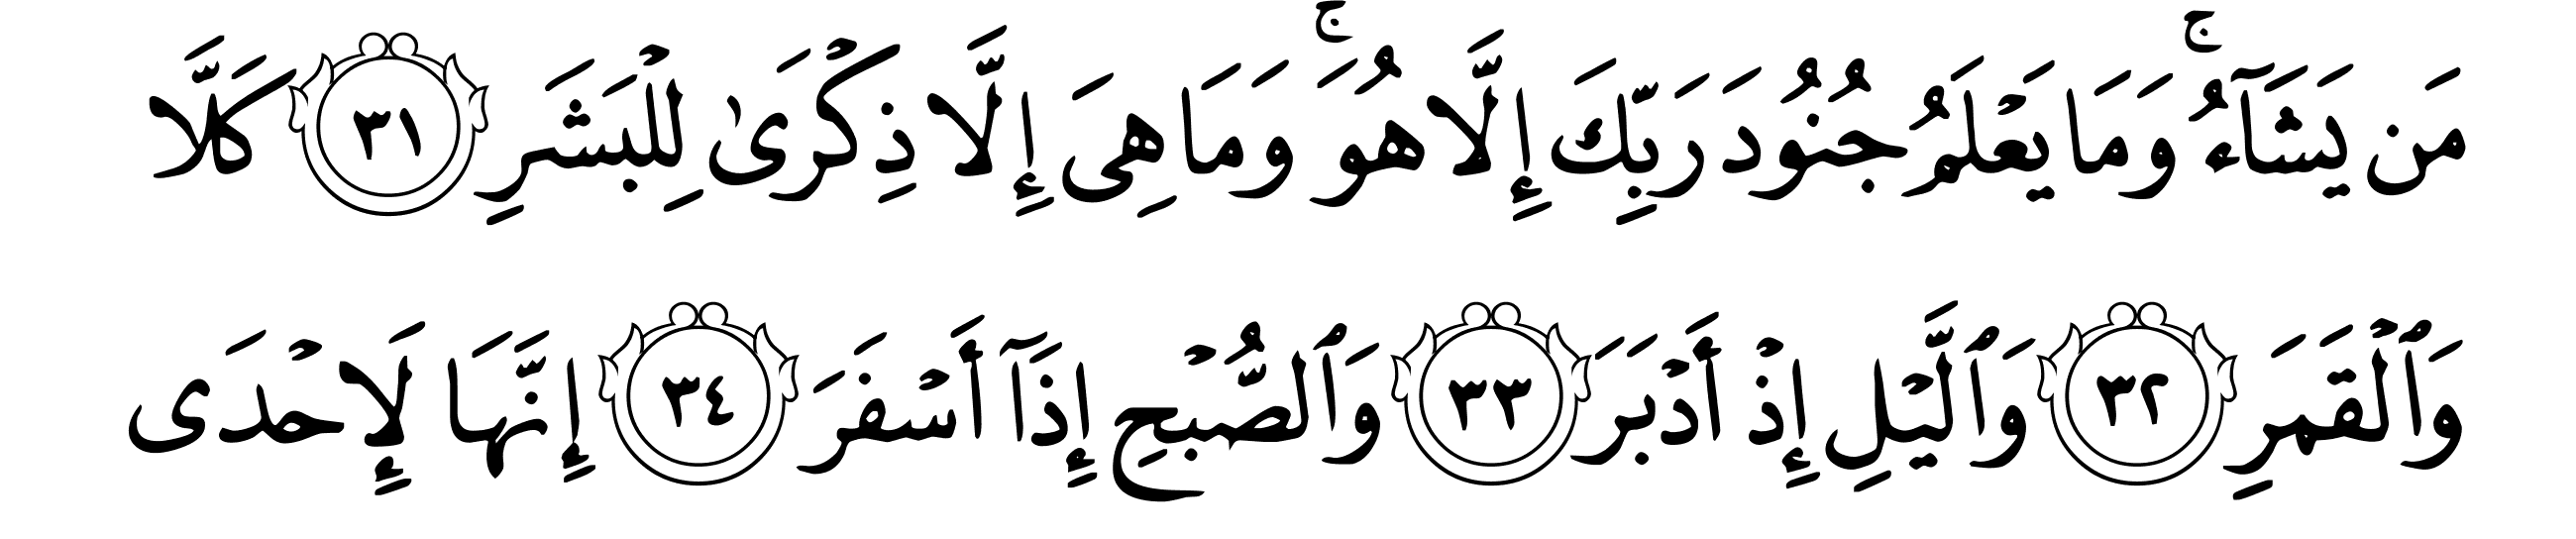 مَن يَشَآءُۚ وَمَا يَعۡلَمُ جُنُودَ رَبِّكَ إِلَّا هُوَۚ وَمَا هِيَ إِلَّا ذِكۡرَىٰ لِلۡبَشَرِ ٣١ كَلَّا
وَٱلۡقَمَرِ ٣٢ وَٱلَّيۡلِ إِذۡ أَدۡبَرَ ٣٣ وَٱلصُّبۡحِ إِذَآ أَسۡفَرَ ٣٤ إِنَّهَا لَإِحۡدَى